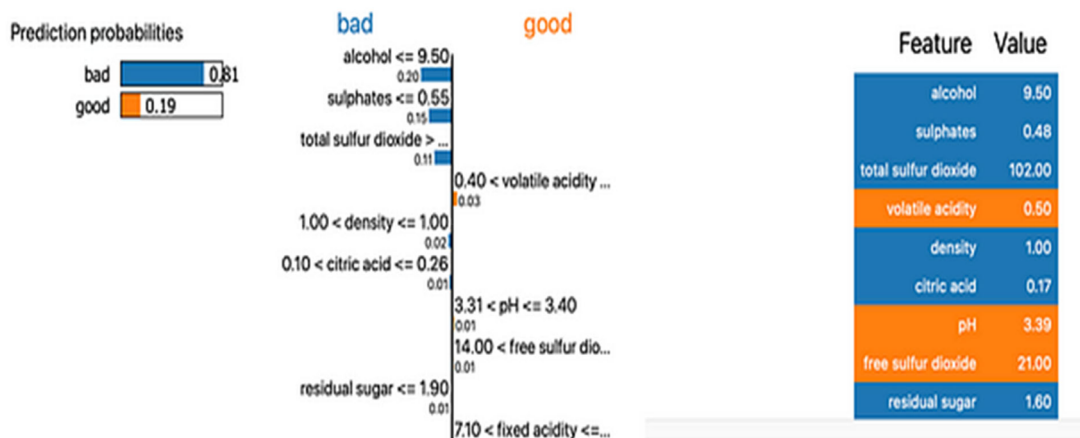 Prediction probabilities
bad 0.81
good 0.19
bad good
alcohol <= 9.50
0.20
sulphates <= 0.55
0.15
total sulfur dioxide > ...
0.11
0.40 < volatile acidity ...
0.03
1.00 < density <= 1.00
0.02
0.10 < citric acid <= 0.26
0.01
3.31 < pH <= 3.40
0.01
14.00 < free sulfur dio...
0.01
residual sugar <= 1.90
0.01
7.10 < fixed acidity <=...
Feature Value
alcohol 9.50
sulphates 0.48
total sulfur dioxide 102.00
volatile acidity 0.50
density 1.00
citric acid 0.17
pH 3.39
free sulfur dioxide 21.00
residual sugar 1.60